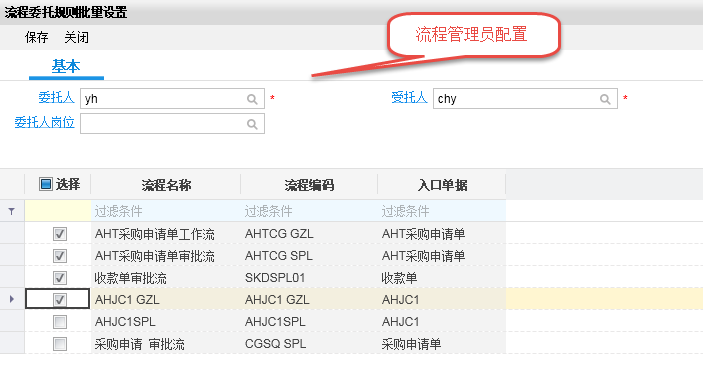 流程委托规则批量设置
保存 关闭
流程管理员配置
基本
委托人 yh * 受托人 chy *
委托人岗位
选择 流程名称 流程编码 入口单据
过滤条件 过滤条件 过滤条件
AHT采购申请单工作流 AHTCG GZL AHT采购申请单
AHT采购申请单审批流 AHTCG SPL AHT采购申请单
收款单审批流 SKDSPL01 收款单
AHJC1 GZL AHJC1 GZL AHJC1
AHJC1SPL AHJC1SPL AHJC1
采购申请 审批流 CGSQ SPL 采购申请单